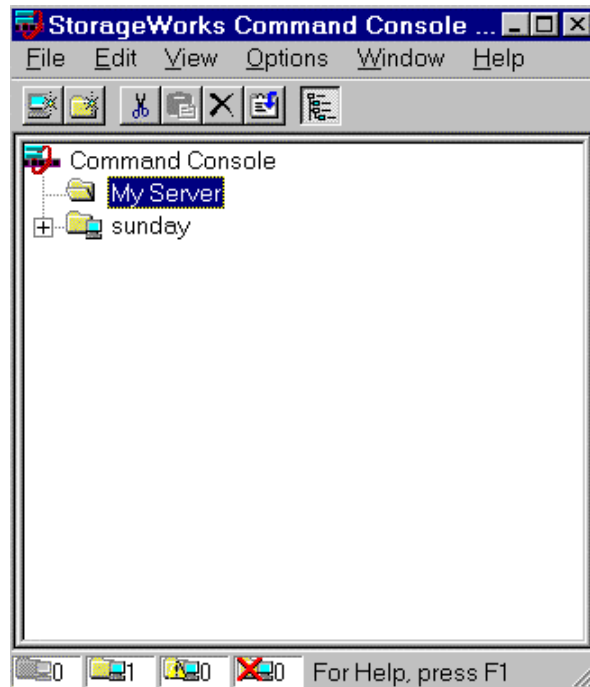 StorageWorks Command Console ...
File Edit View Options Window Help
Command Console
My Server
sunday
0 1 0 0 For Help, press F1